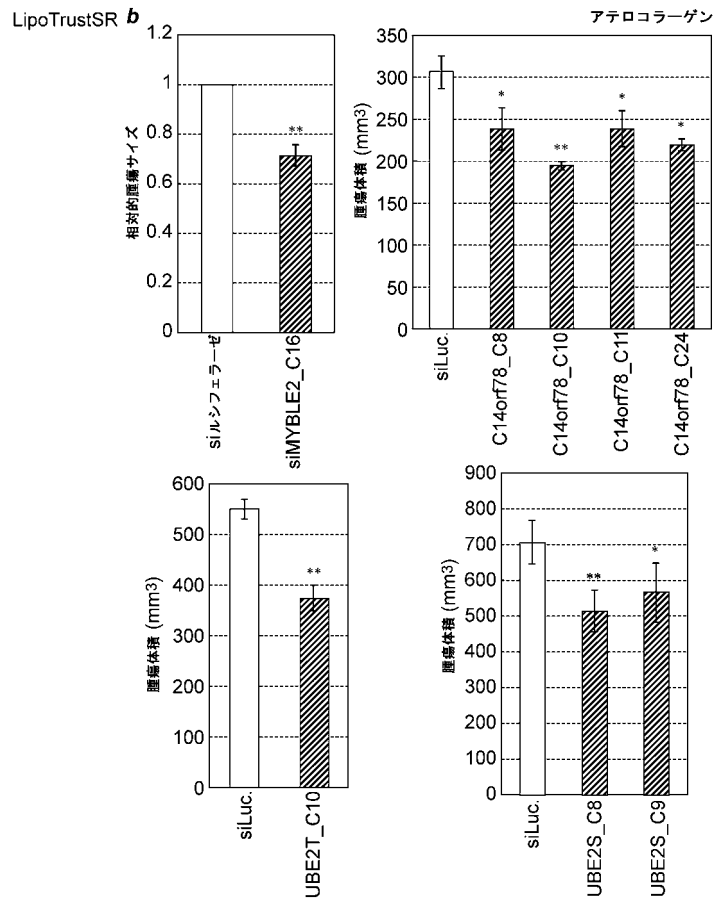 LipoTrustSR b
アテロコラーゲン
相対的腫瘍サイズ
1.2
1
0.8
0.6
0.4
0.2
0
**
siルシフェラーゼ
siMYBLE2_C16
腫瘍体積 (mm3)
350
300
250
200
150
100
50
0
*
**
*
*
siLuc.
C14orf78_C8
C14orf78_C10
C14orf78_C11
C14orf78_C24
腫瘍体積 (mm3)
600
500
400
300
200
100
0
**
siLuc.
UBE2T_C10
腫瘍体積 (mm3)
900
800
700
600
500
400
300
200
100
0
**
*
siLuc.
UBE2S_C8
UBE2S_C9